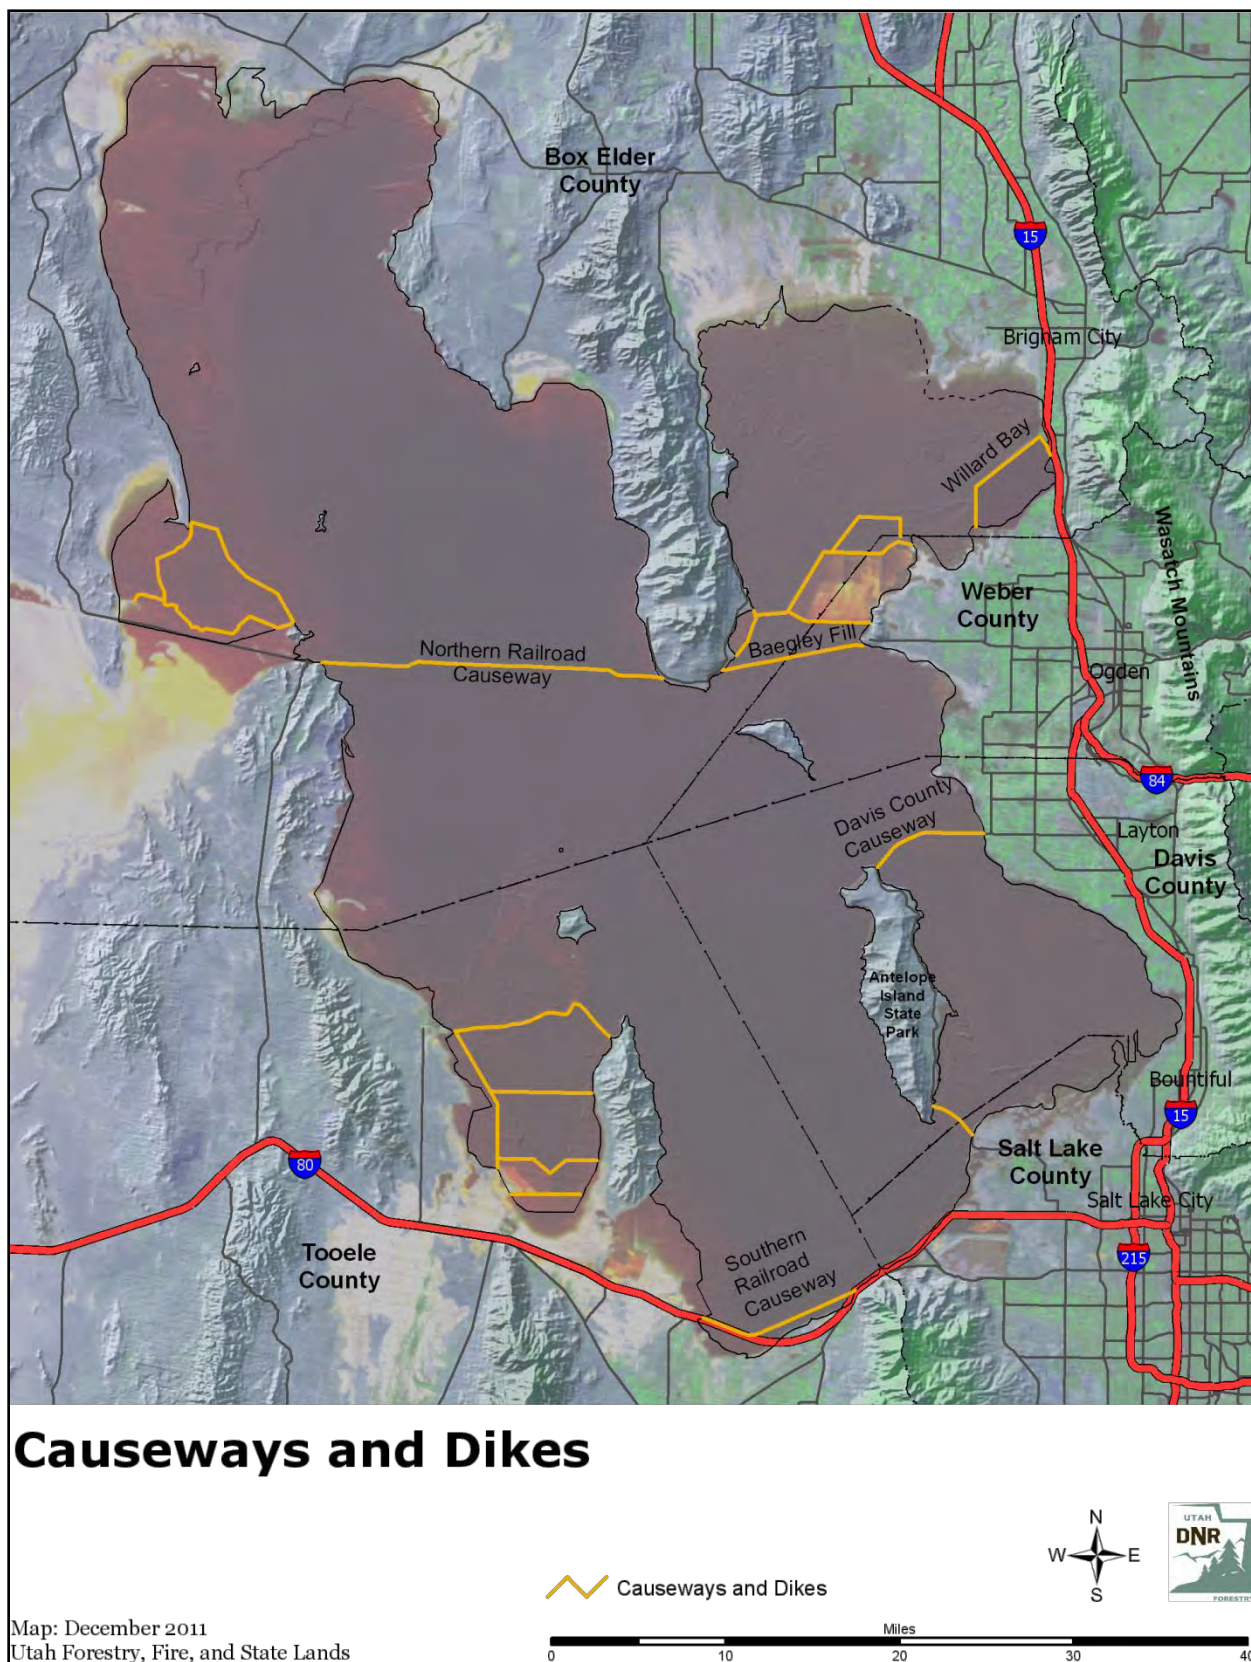 Box Elder
County
15
Brigham City
Willard Bay
Wasatch Mountains
Weber
County
Baegley Fill
Northern Railroad
Causeway
Ogden
84
Davis County
Causeway
Layton
Davis
County
Antelope
Island
State
Park
Bountiful
15
80
Salt Lake
County
Salt Lake City
Tooele
County
Southern
Railroad
Causeway
215
Causeways and Dikes
N
W E
S
UTAH
DNR
FORESTRY
Causeways and Dikes
Map: December 2011
Utah Forestry, Fire, and State Lands
Miles
0 10 20 30 40